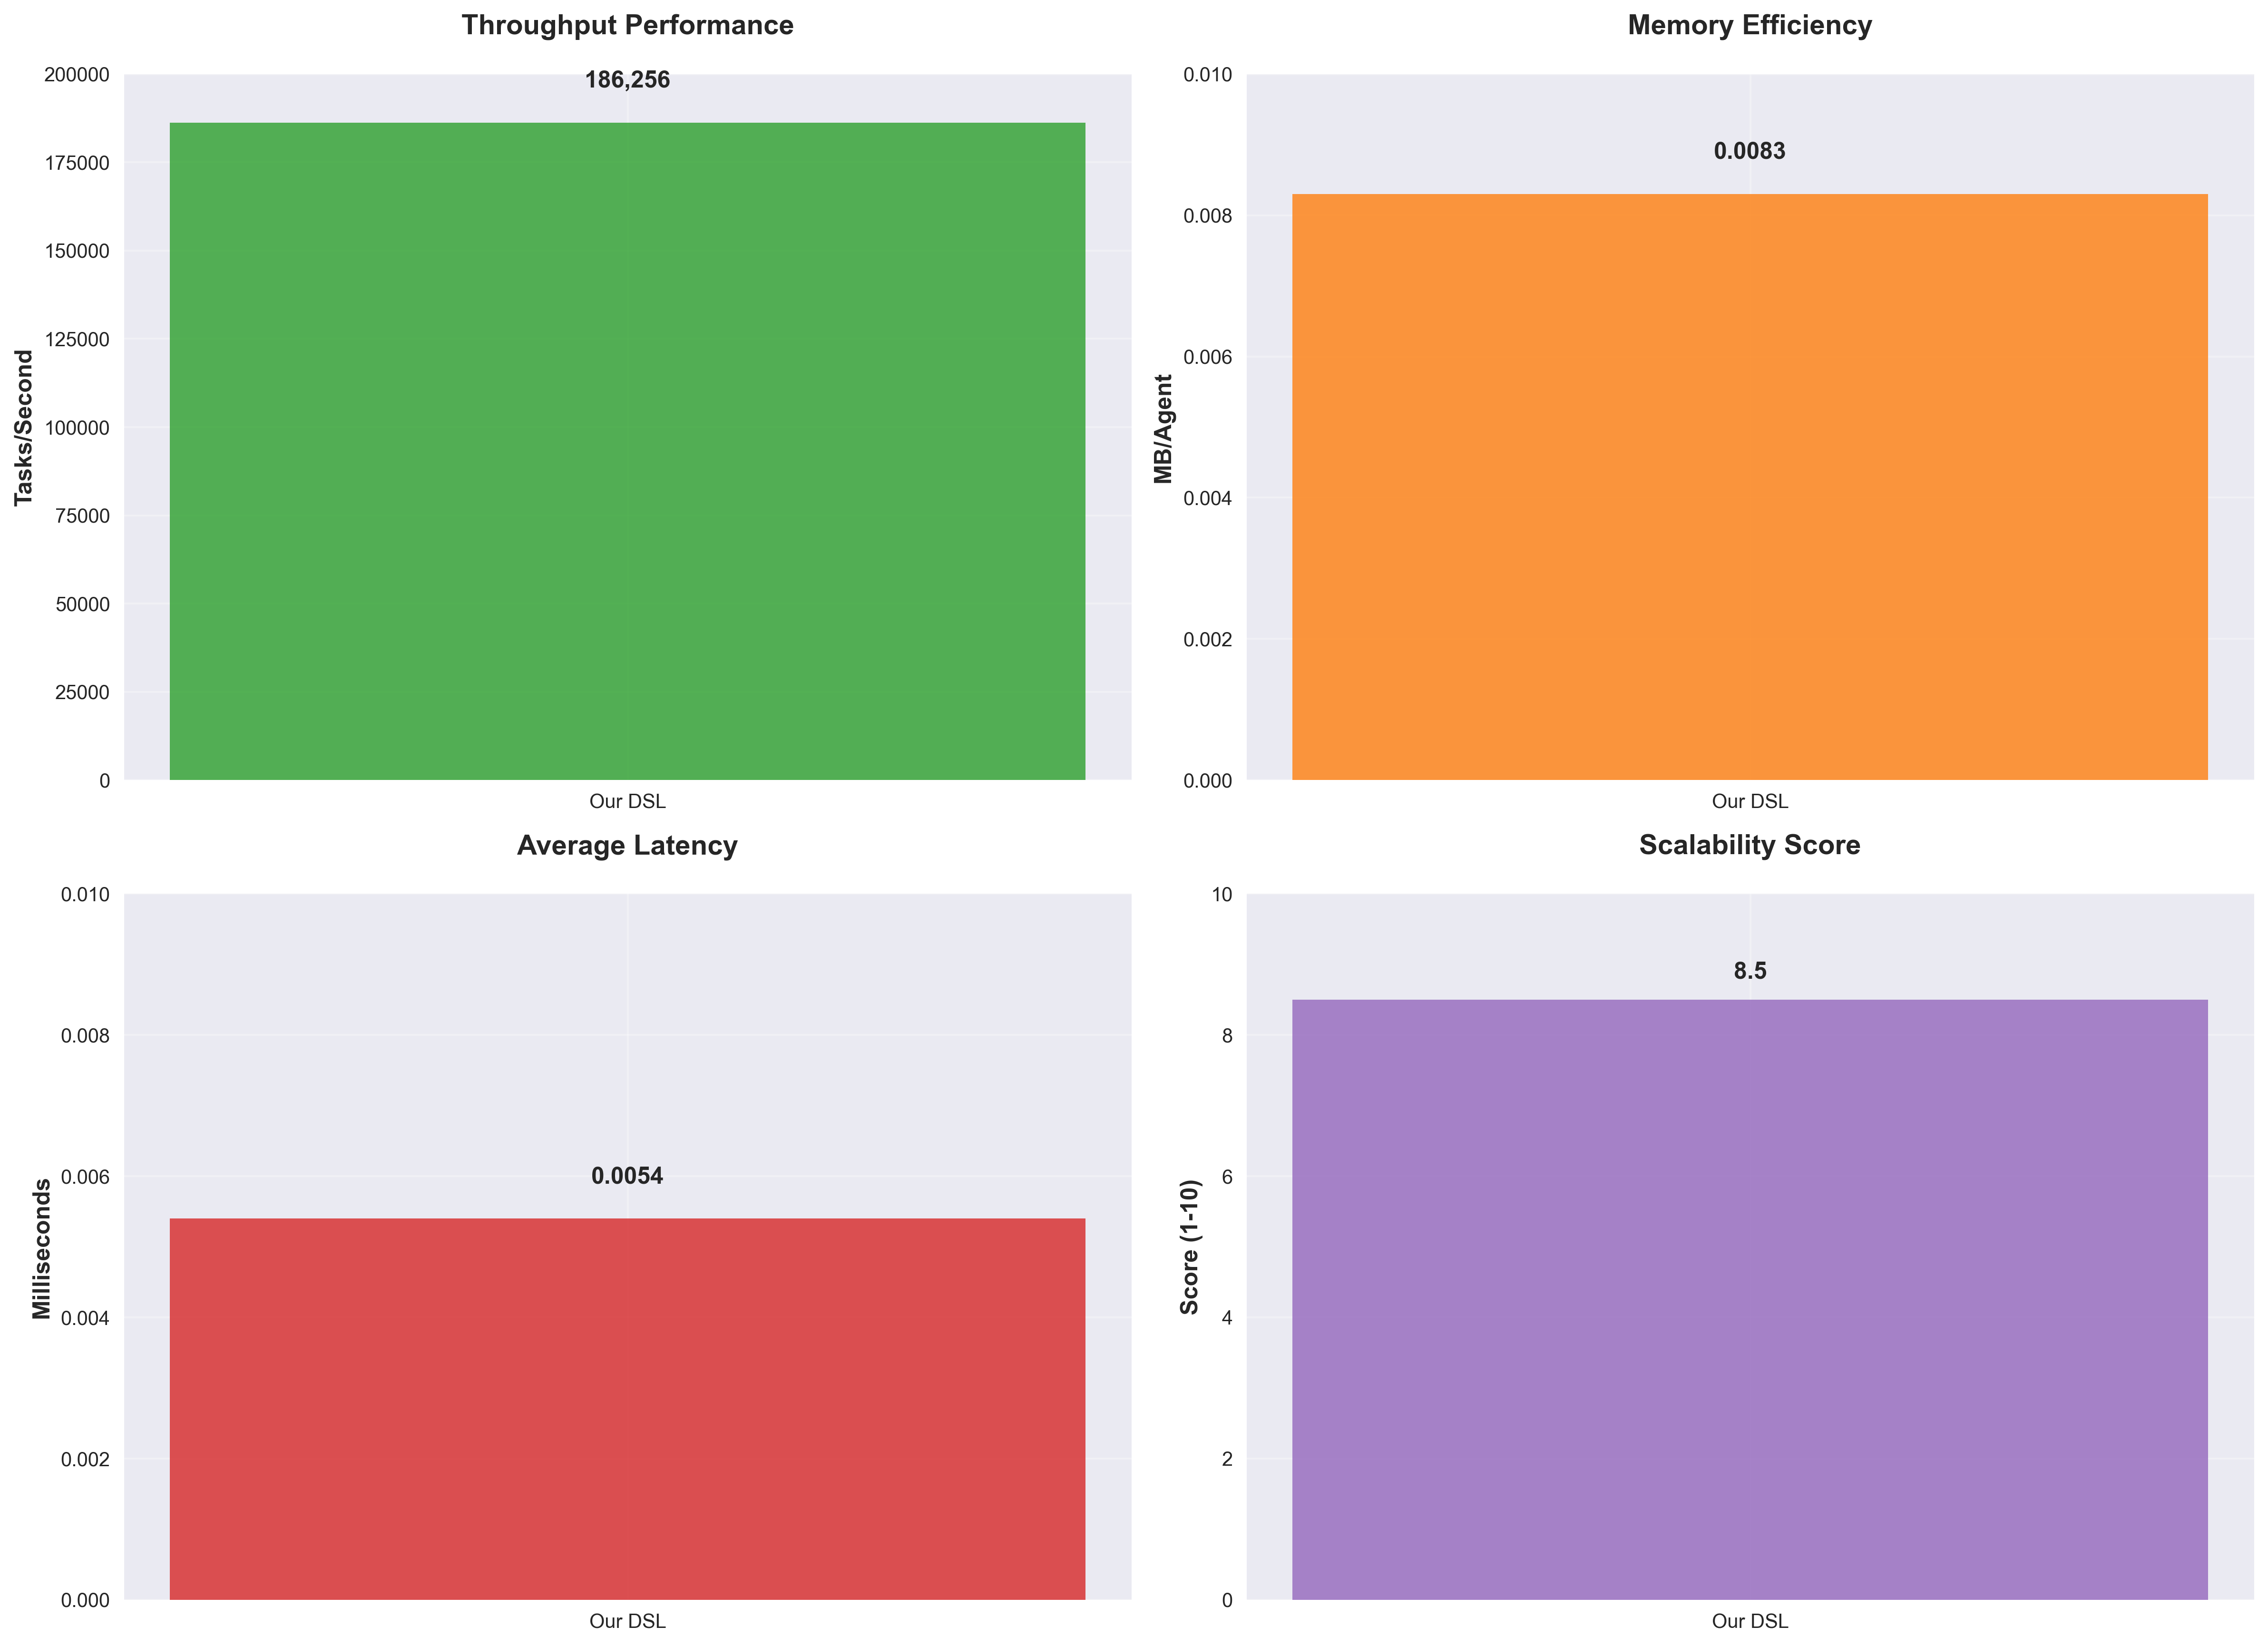 Throughput Performance
Tasks/Second
200000
175000
150000
125000
100000
75000
50000
25000
0
186,256
Our DSL
Memory Efficiency
MB/Agent
0.010
0.008
0.006
0.004
0.002
0.000
0.0083
Our DSL
Average Latency
Milliseconds
0.010
0.008
0.006
0.004
0.002
0.000
0.0054
Our DSL
Scalability Score
Score (1-10)
10
8
6
4
2
0
8.5
Our DSL